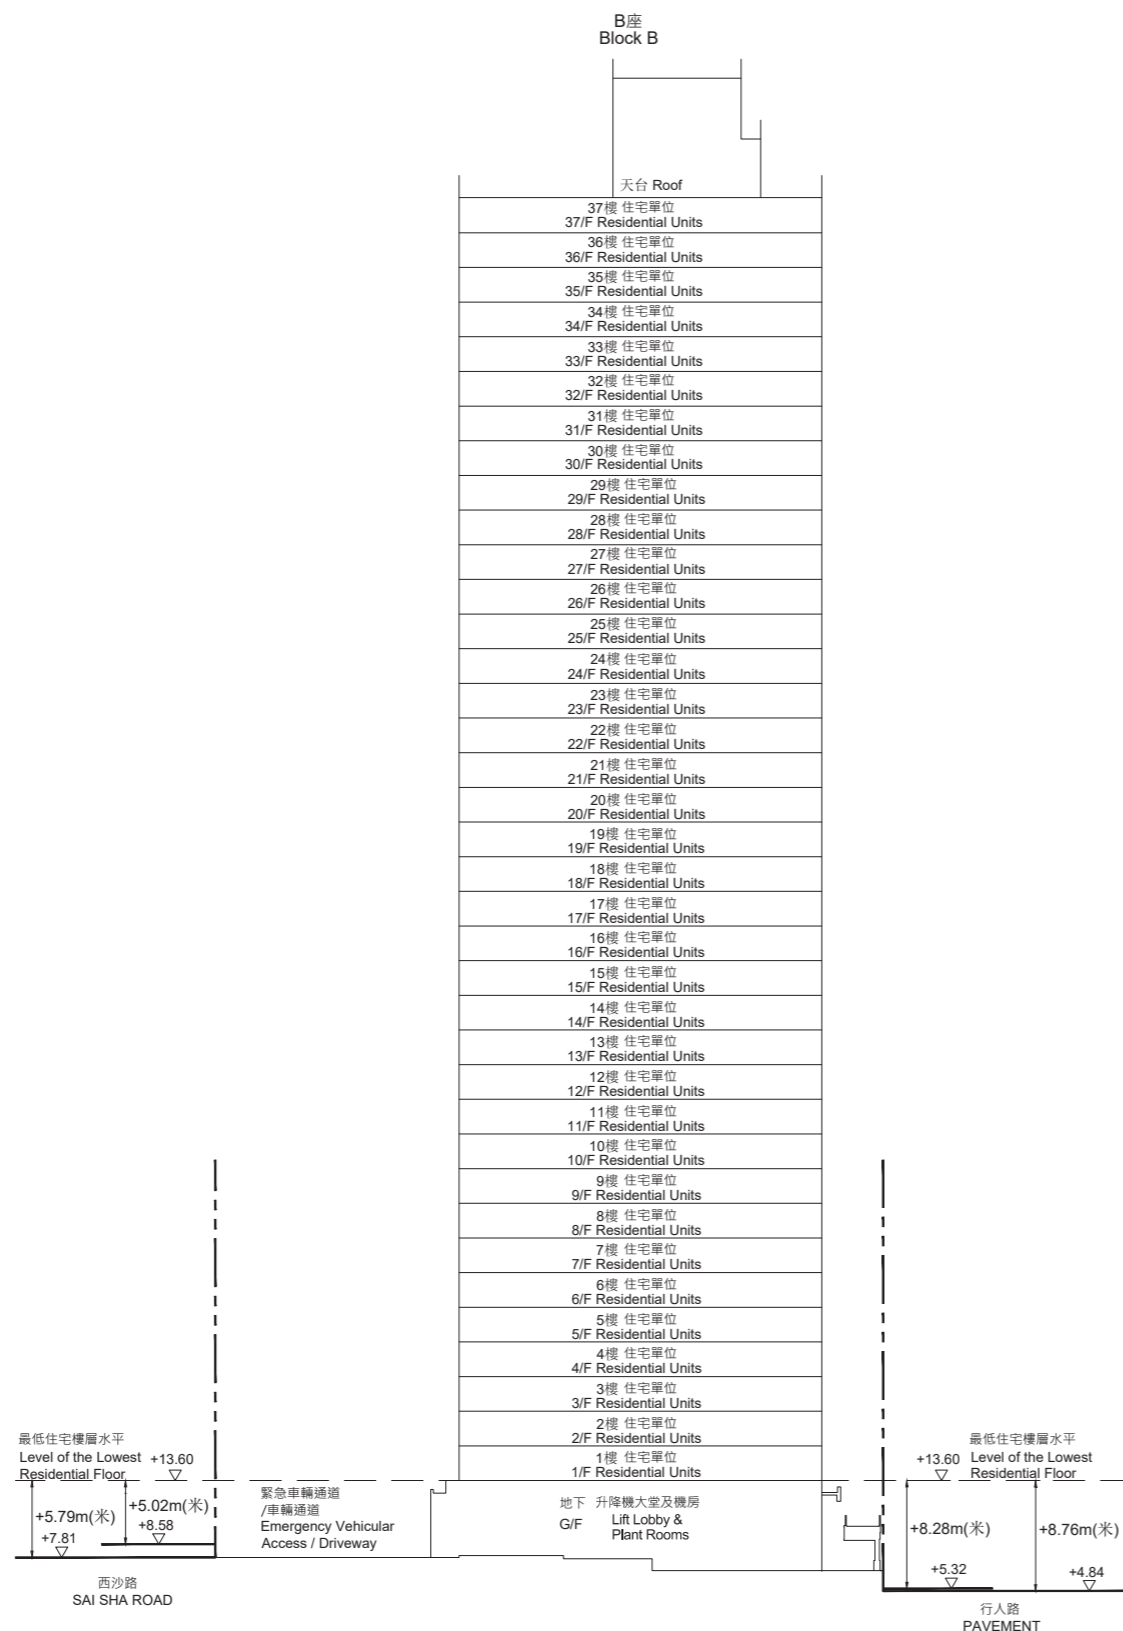 B座
Block B
天台 Roof
37樓 住宅單位
37/F Residential Units
36樓 住宅單位
36/F Residential Units
35樓 住宅單位
35/F Residential Units
34樓 住宅單位
34/F Residential Units
33樓 住宅單位
33/F Residential Units
32樓 住宅單位
32/F Residential Units
31樓 住宅單位
31/F Residential Units
30樓 住宅單位
30/F Residential Units
29樓 住宅單位
29/F Residential Units
28樓 住宅單位
28/F Residential Units
27樓 住宅單位
27/F Residential Units
26樓 住宅單位
26/F Residential Units
25樓 住宅單位
25/F Residential Units
24樓 住宅單位
24/F Residential Units
23樓 住宅單位
23/F Residential Units
22樓 住宅單位
22/F Residential Units
21樓 住宅單位
21/F Residential Units
20樓 住宅單位
20/F Residential Units
19樓 住宅單位
19/F Residential Units
18樓 住宅單位
18/F Residential Units
17樓 住宅單位
17/F Residential Units
16樓 住宅單位
16/F Residential Units
15樓 住宅單位
15/F Residential Units
14樓 住宅單位
14/F Residential Units
13樓 住宅單位
13/F Residential Units
12樓 住宅單位
12/F Residential Units
11樓 住宅單位
11/F Residential Units
10樓 住宅單位
10/F Residential Units
9樓 住宅單位
9/F Residential Units
8樓 住宅單位
8/F Residential Units
7樓 住宅單位
7/F Residential Units
6樓 住宅單位
6/F Residential Units
5樓 住宅單位
5/F Residential Units
4樓 住宅單位
4/F Residential Units
3樓 住宅單位
3/F Residential Units
2樓 住宅單位
2/F Residential Units
1樓 住宅單位
1/F Residential Units
最低住宅樓層水平
Level of the Lowest
Residential Floor
+13.60
+5.79m(米)
+5.02m(米)
+7.81
+8.58
西沙路
SAI SHA ROAD
緊急車輛通道
/車輛通道
Emergency Vehicular
Access / Driveway
地下 升降機大堂及機房
G/F Lift Lobby &
Plant Rooms
+13.60
最低住宅樓層水平
Level of the Lowest
Residential Floor
+8.28m(米)
+8.76m(米)
+5.32
+4.84
行人路
PAVEMENT